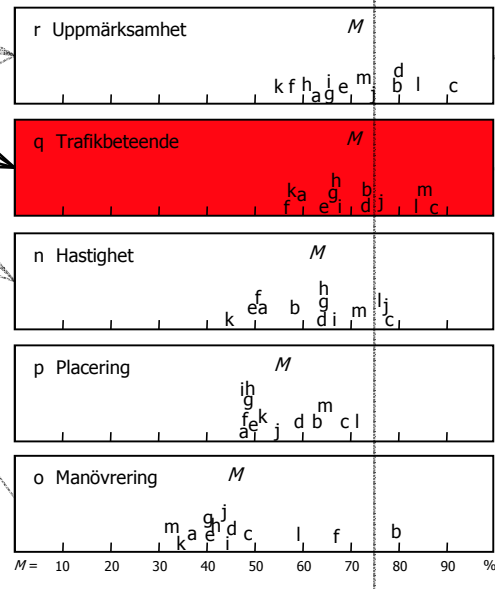 r Uppmärksamhet M
d
i m
k f h e b l c
a g j
q Trafikbeteende M
h
k a g b m
f e i d j l c
n Hastighet M
h
f g l j
e a b m
k d i c
p Placering M
i h
g
f k m
e d b c l
a j
o Manövrering M
j
m g h d b
a e c l f
k i
M = 10 20 30 40 50 60 70 80 90 %